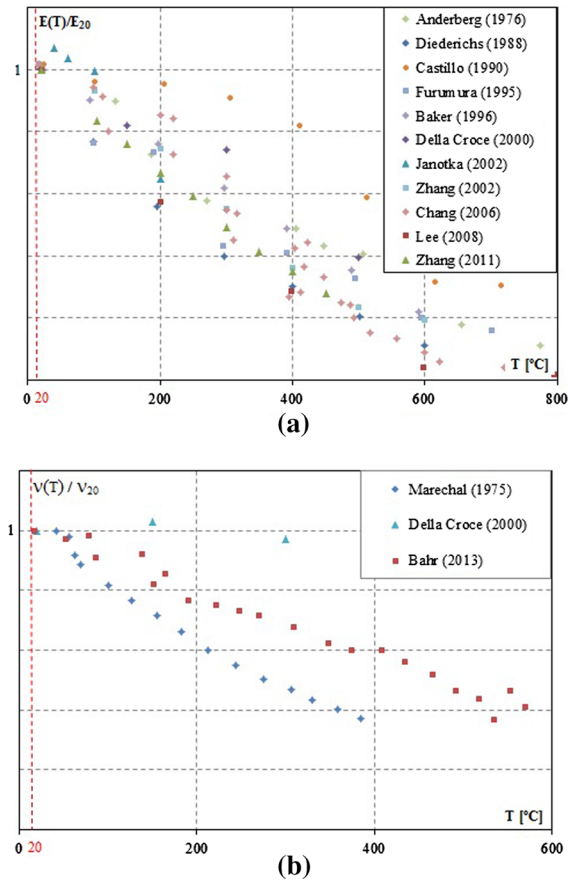 E(T)/E20
1
Anderberg (1976)
Diederichs (1988)
Castillo (1990)
Furumura (1995)
Baker (1996)
Della Croce (2000)
Janotka (2002)
Zhang (2002)
Chang (2006)
Lee (2008)
Zhang (2011)
T [°C]
0 20 200 400 600 800
(a)
ν(T) / ν20
1
Marechal (1975)
Della Croce (2000)
Bahr (2013)
T [°C]
0 20 200 400 600
(b)